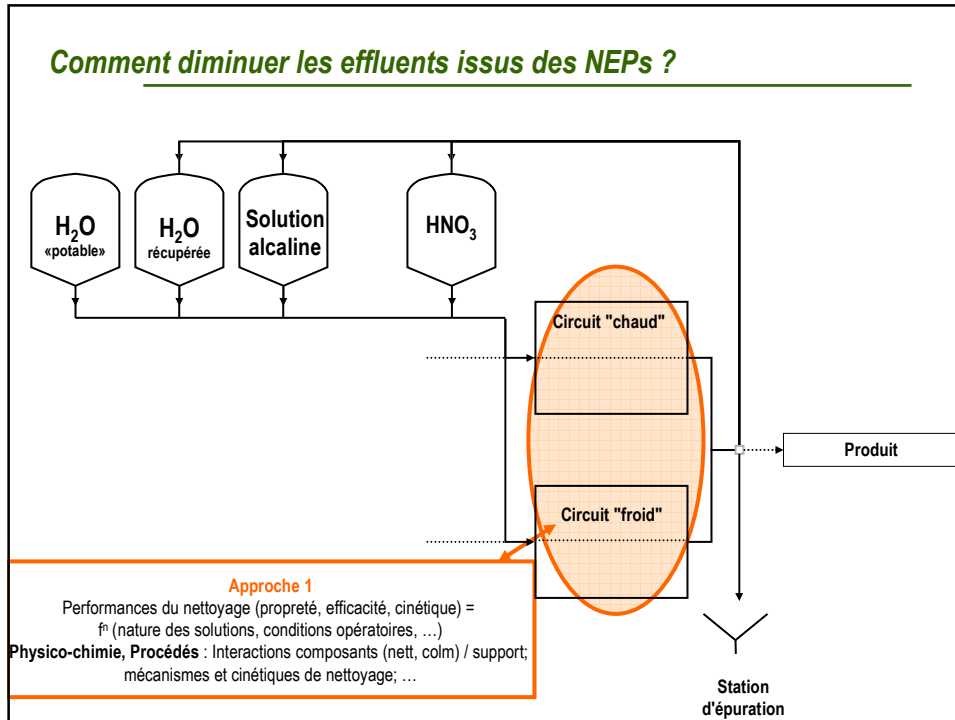 Comment diminuer les effluents issus des NEPs ?
H₂O
«potable»
H₂O
récupérée
Solution
alcaline
HNO₃
Circuit "chaud"
Produit
Circuit "froid"
Approche 1
Performances du nettoyage (propreté, efficacité, cinétique) =
fⁿ (nature des solutions, conditions opératoires, …)
Physico-chimie, Procédés : Interactions composants (nett, colm) / support;
mécanismes et cinétiques de nettoyage; …
Station
d'épuration